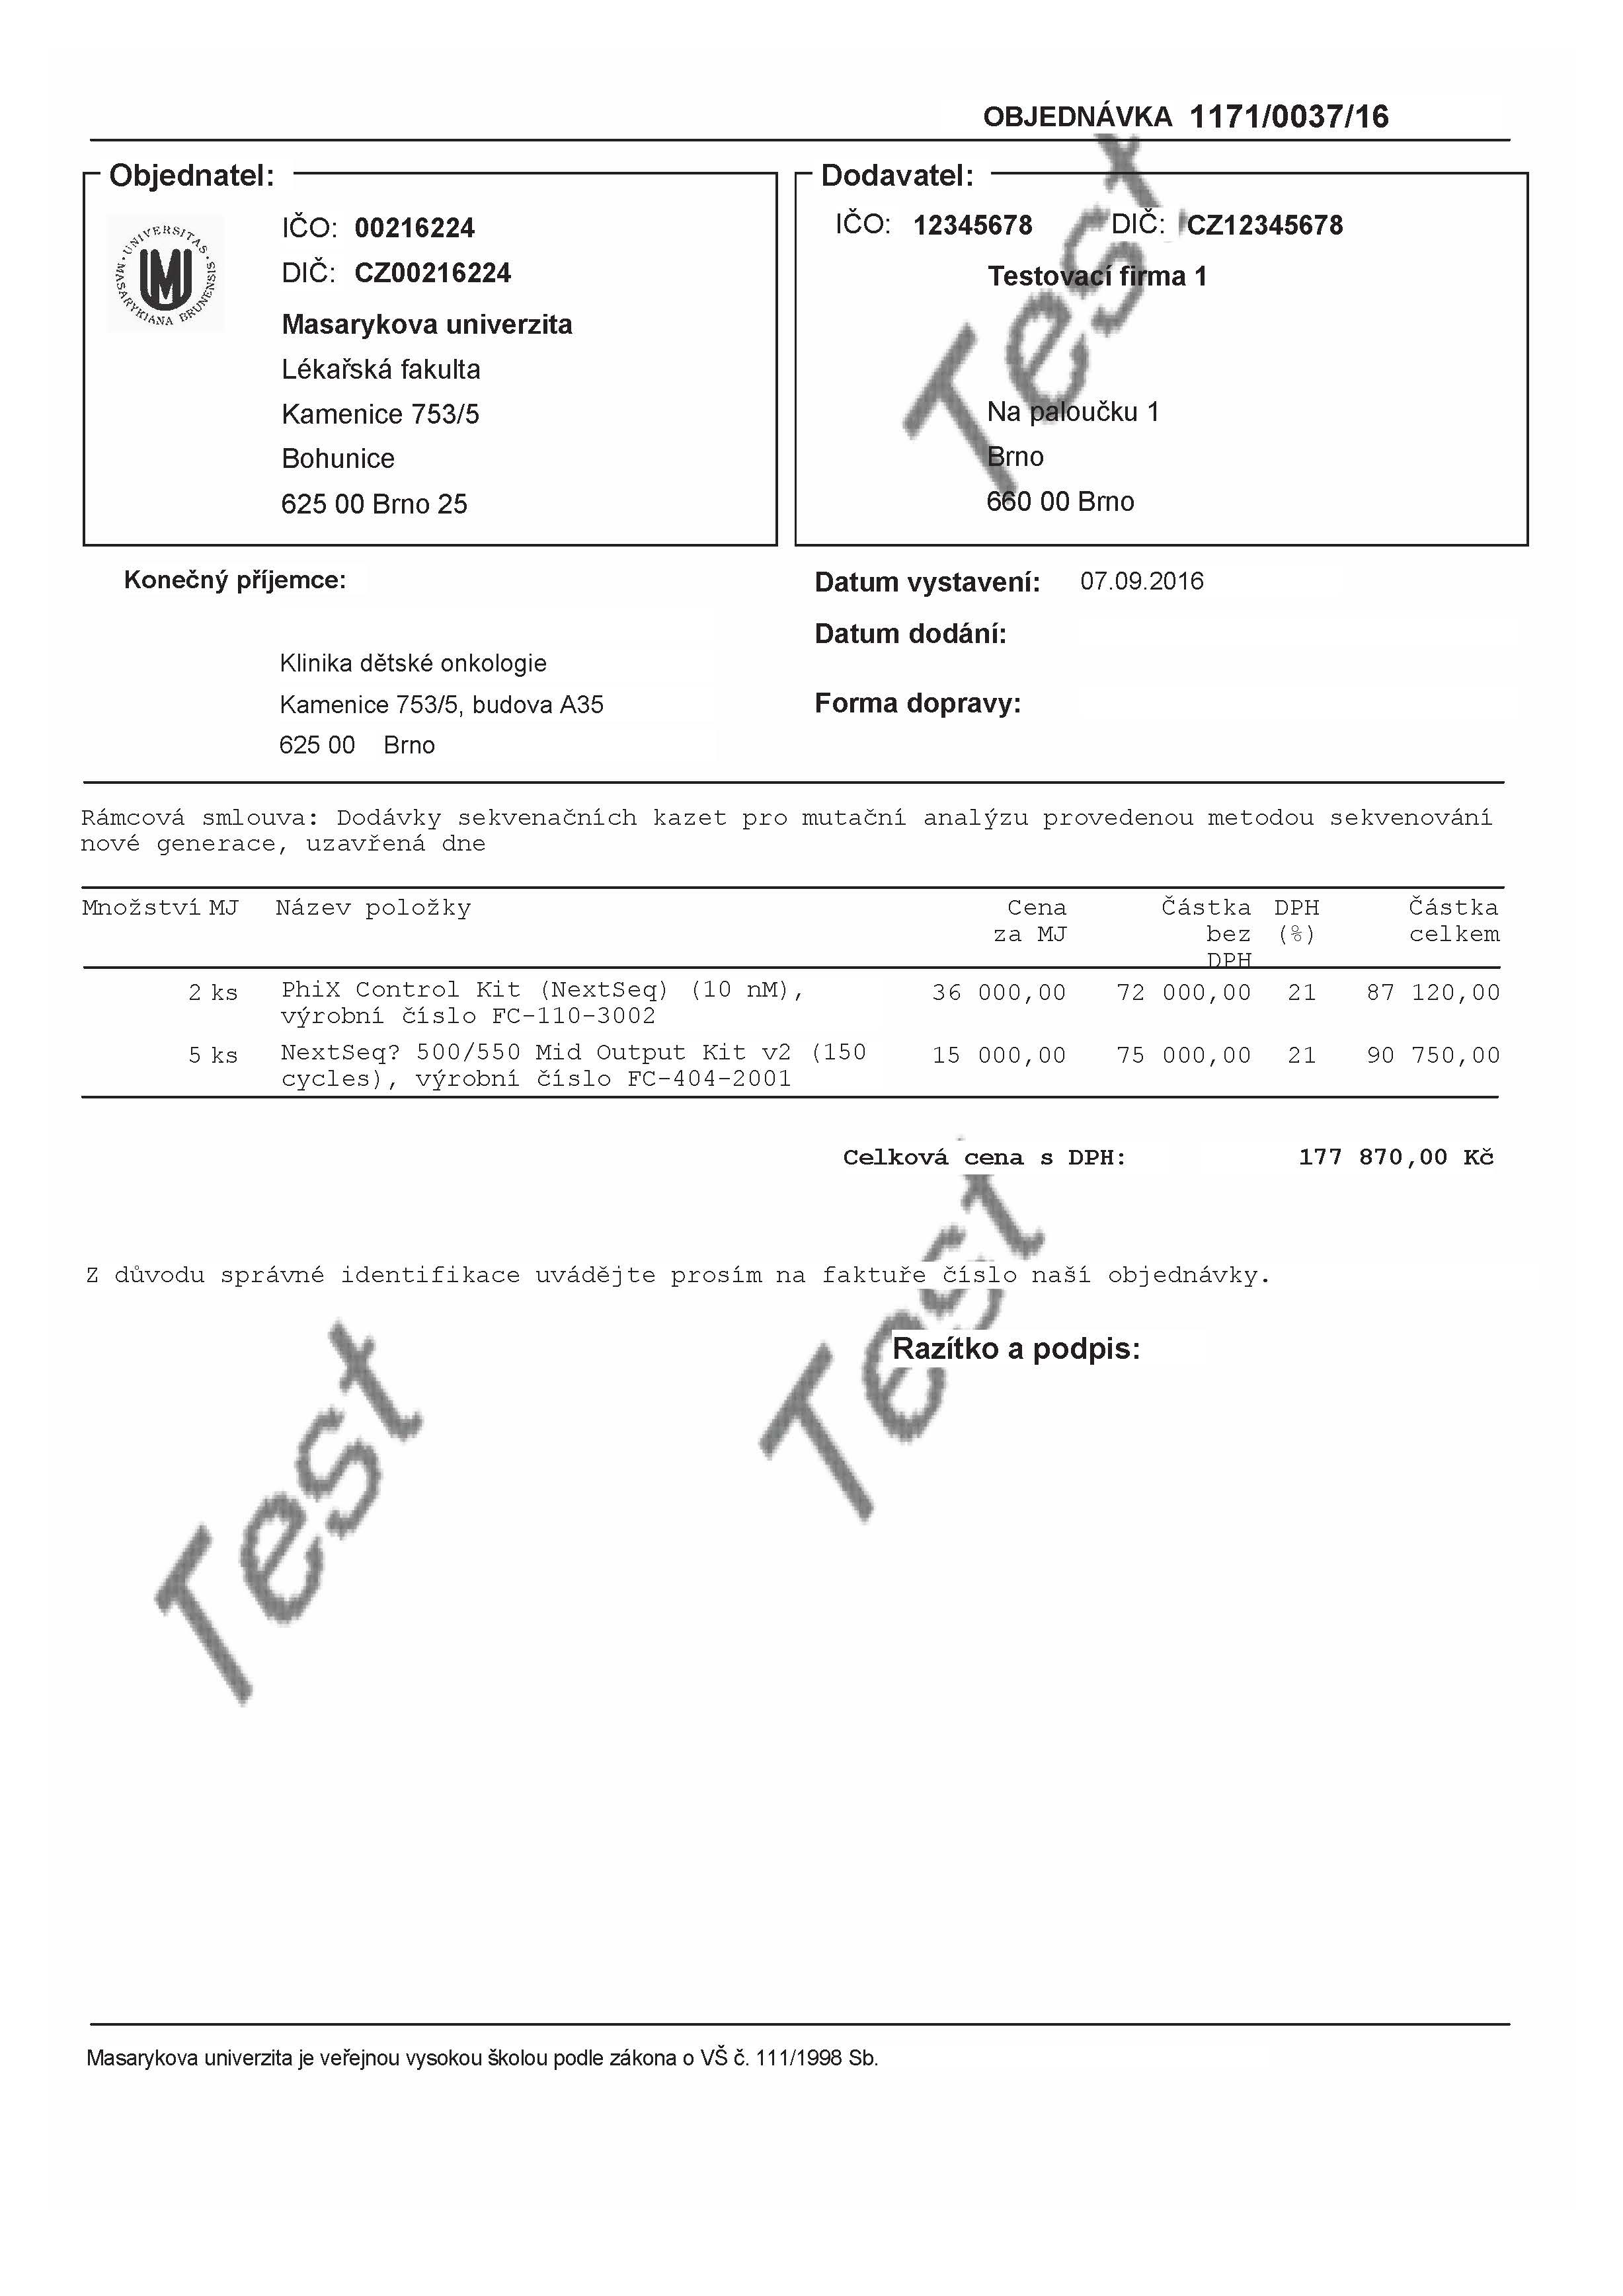 OBJEDNÁVKA 1171/0037/16
Objednatel:
UNIVERSITAS MASARYKIANA BRUNENSIS
IČO: 00216224
DIČ: CZ00216224
Masarykova univerzita
Lékařská fakulta
Kamenice 753/5
Bohunice
625 00 Brno 25
Dodavatel:
IČO: 12345678 DIČ: CZ12345678
Testovací firma 1
Na paloučku 1
Brno
660 00 Brno
Test
Konečný příjemce:
Klinika dětské onkologie
Kamenice 753/5, budova A35
625 00 Brno
Datum vystavení: 07.09.2016
Datum dodání:
Forma dopravy:
Rámcová smlouva: Dodávky sekvenačních kazet pro mutační analýzu provedenou metodou sekvenování
nové generace, uzavřená dne
Množství MJ Název položky Cena Částka DPH Částka
za MJ bez (%) celkem
DPH
2 ks PhiX Control Kit (NextSeq) (10 nM), 36 000,00 72 000,00 21 87 120,00
výrobní číslo FC-110-3002
5 ks NextSeq? 500/550 Mid Output Kit v2 (150 15 000,00 75 000,00 21 90 750,00
cycles), výrobní číslo FC-404-2001
Celková cena s DPH: 177 870,00 Kč
Z důvodu správné identifikace uvádějte prosím na faktuře číslo naší objednávky.
Razítko a podpis:
Test
Test
Masarykova univerzita je veřejnou vysokou školou podle zákona o VŠ č. 111/1998 Sb.